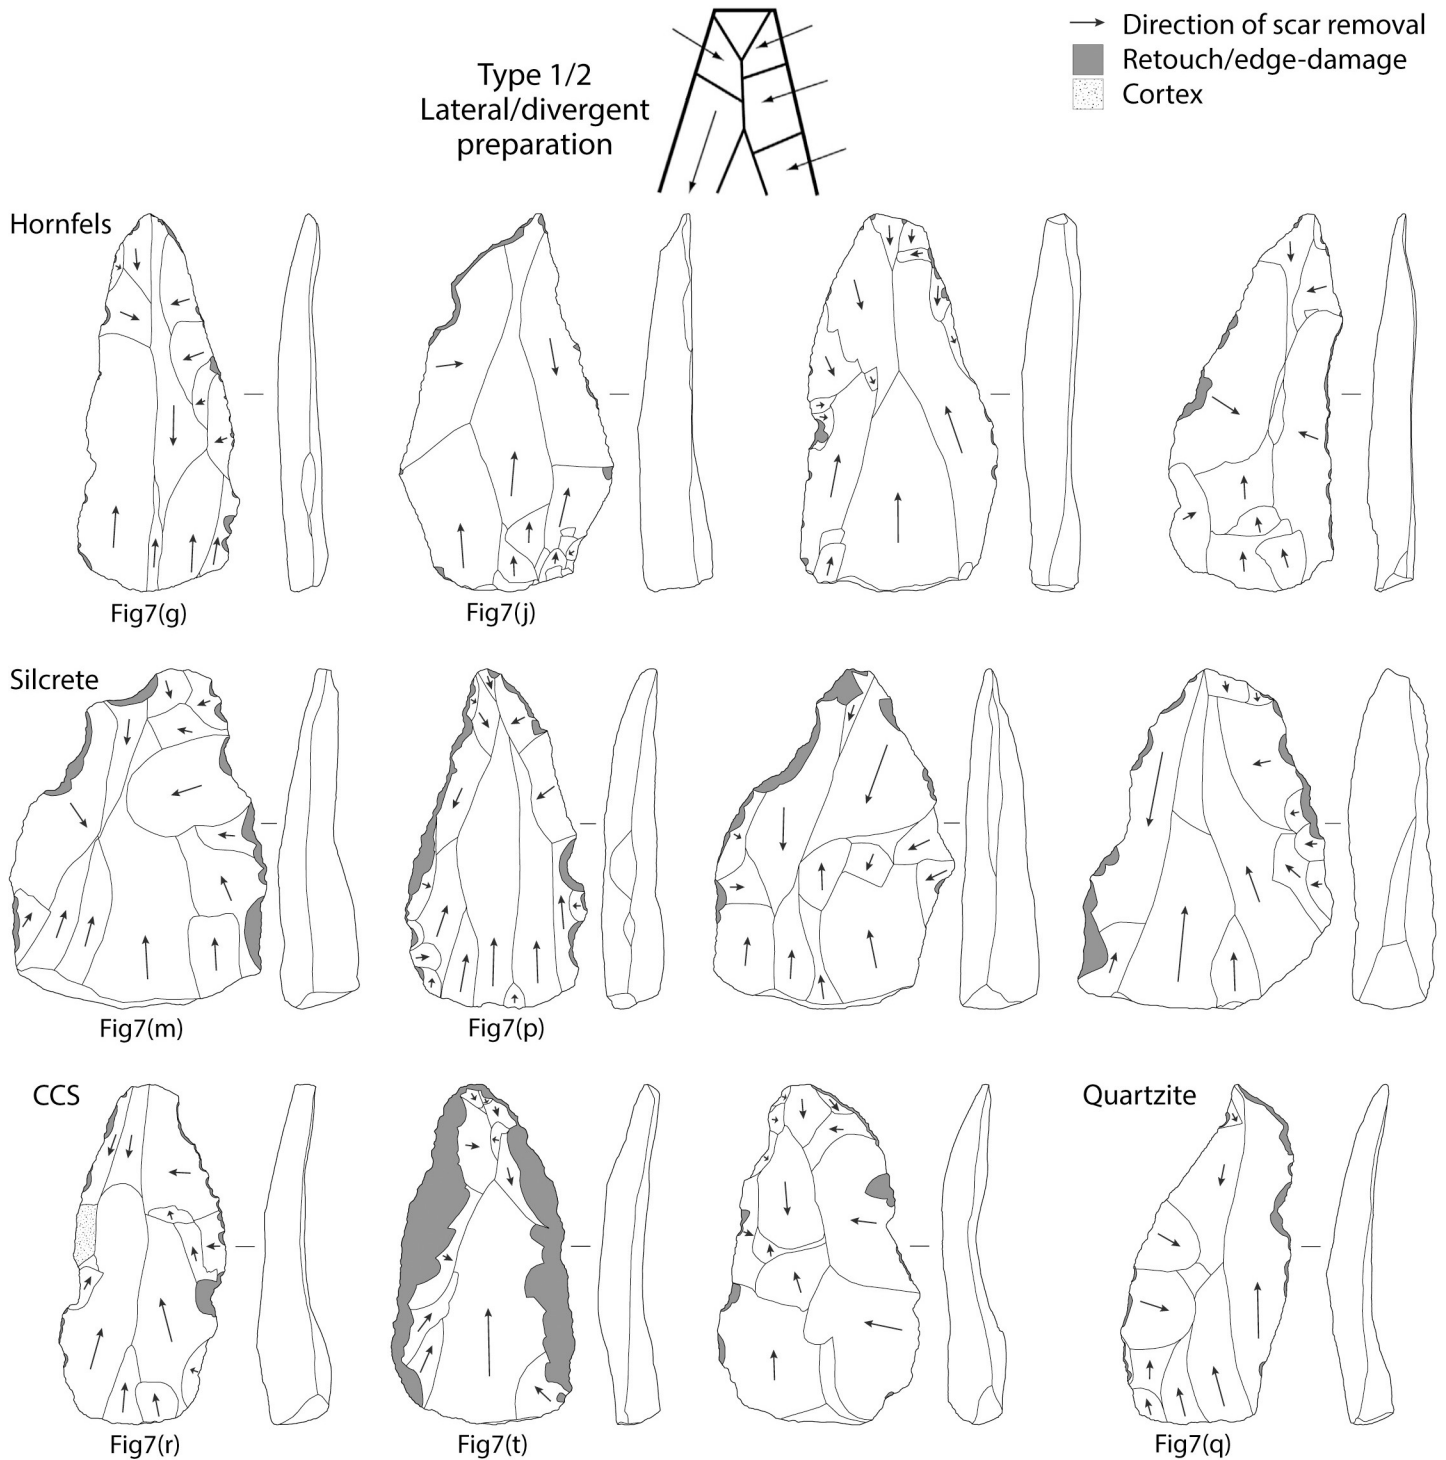 Type 1/2
Lateral/divergent
preparation
Direction of scar removal
Retouch/edge-damage
Cortex
Hornfels
Fig7(g)
Fig7(j)
Silcrete
Fig7(m)
Fig7(p)
CCS
Quartzite
Fig7(r)
Fig7(t)
Fig7(q)